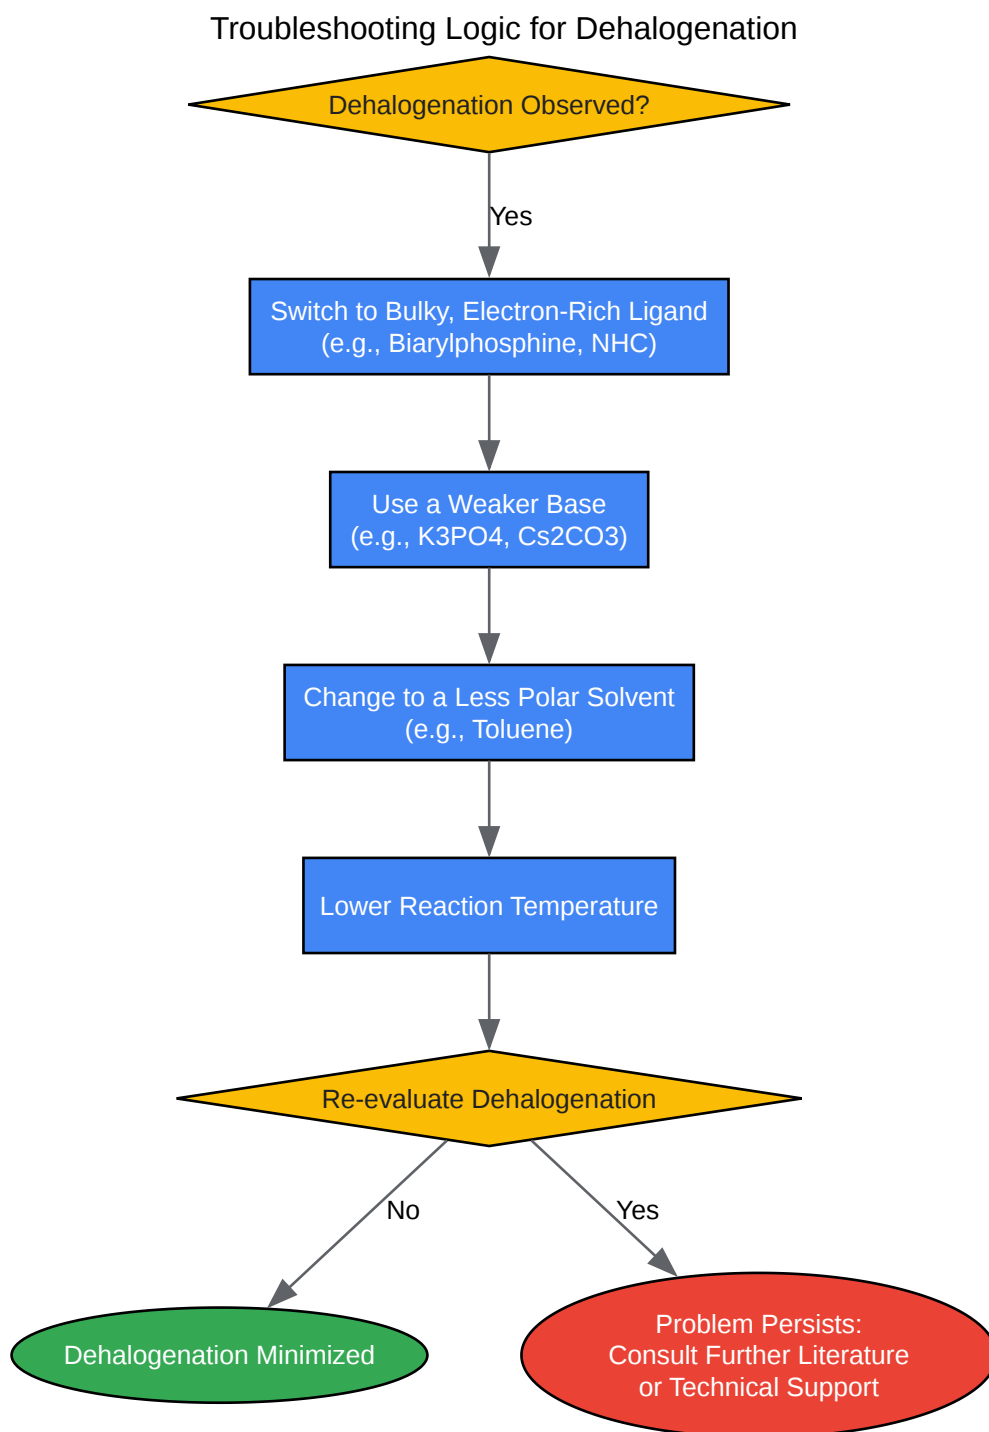 Troubleshooting Logic for Dehalogenation
Dehalogenation Observed?
Yes
Switch to Bulky, Electron-Rich Ligand
(e.g., Biarylphosphine, NHC)
Use a Weaker Base
(e.g., K3PO4, Cs2CO3)
Change to a Less Polar Solvent
(e.g., Toluene)
Lower Reaction Temperature
Re-evaluate Dehalogenation
No
Yes
Dehalogenation Minimized
Problem Persists:
Consult Further Literature
or Technical Support